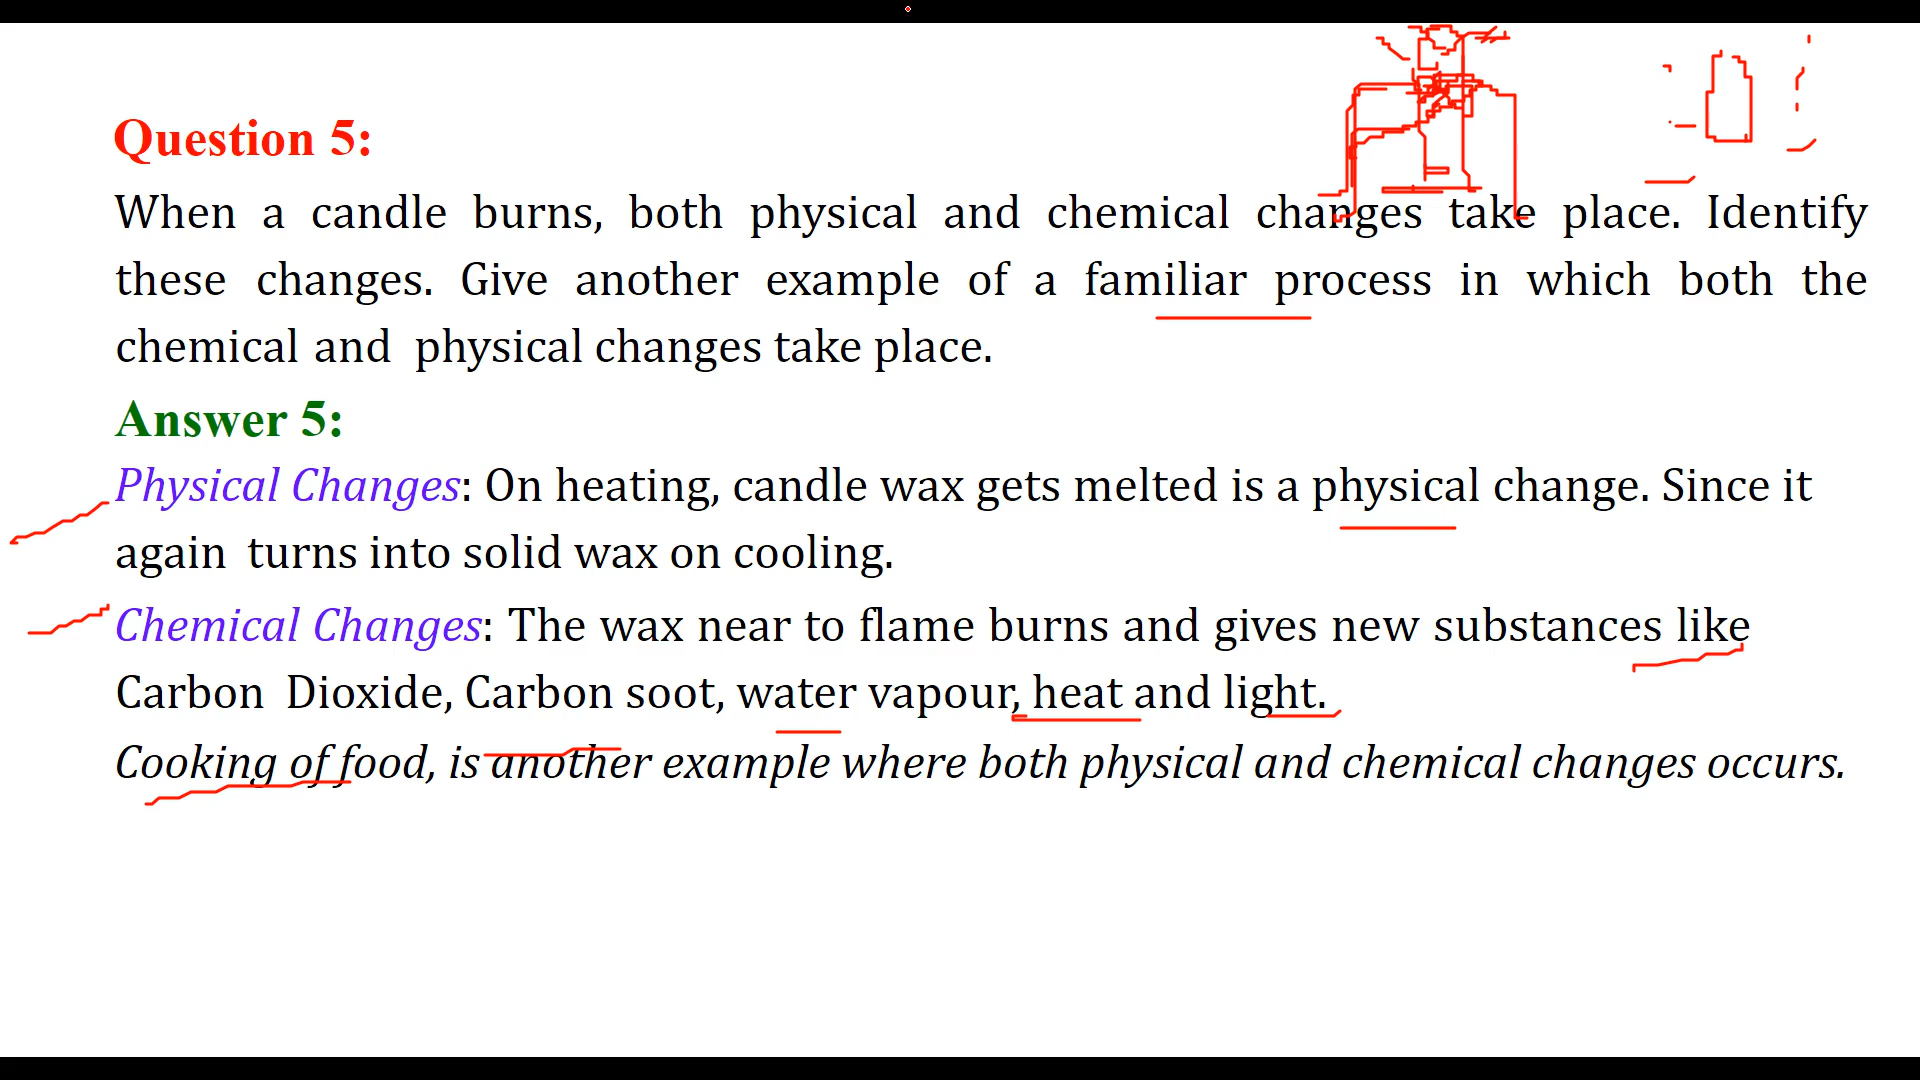 Question 5:
When a candle burns, both physical and chemical changes take place. Identify
these changes. Give another example of a familiar process in which both the
chemical and physical changes take place.
Answer 5:
Physical Changes: On heating, candle wax gets melted is a physical change. Since it
again turns into solid wax on cooling.
Chemical Changes: The wax near to flame burns and gives new substances like
Carbon Dioxide, Carbon soot, water vapour, heat and light.
Cooking of food, is another example where both physical and chemical changes occurs.